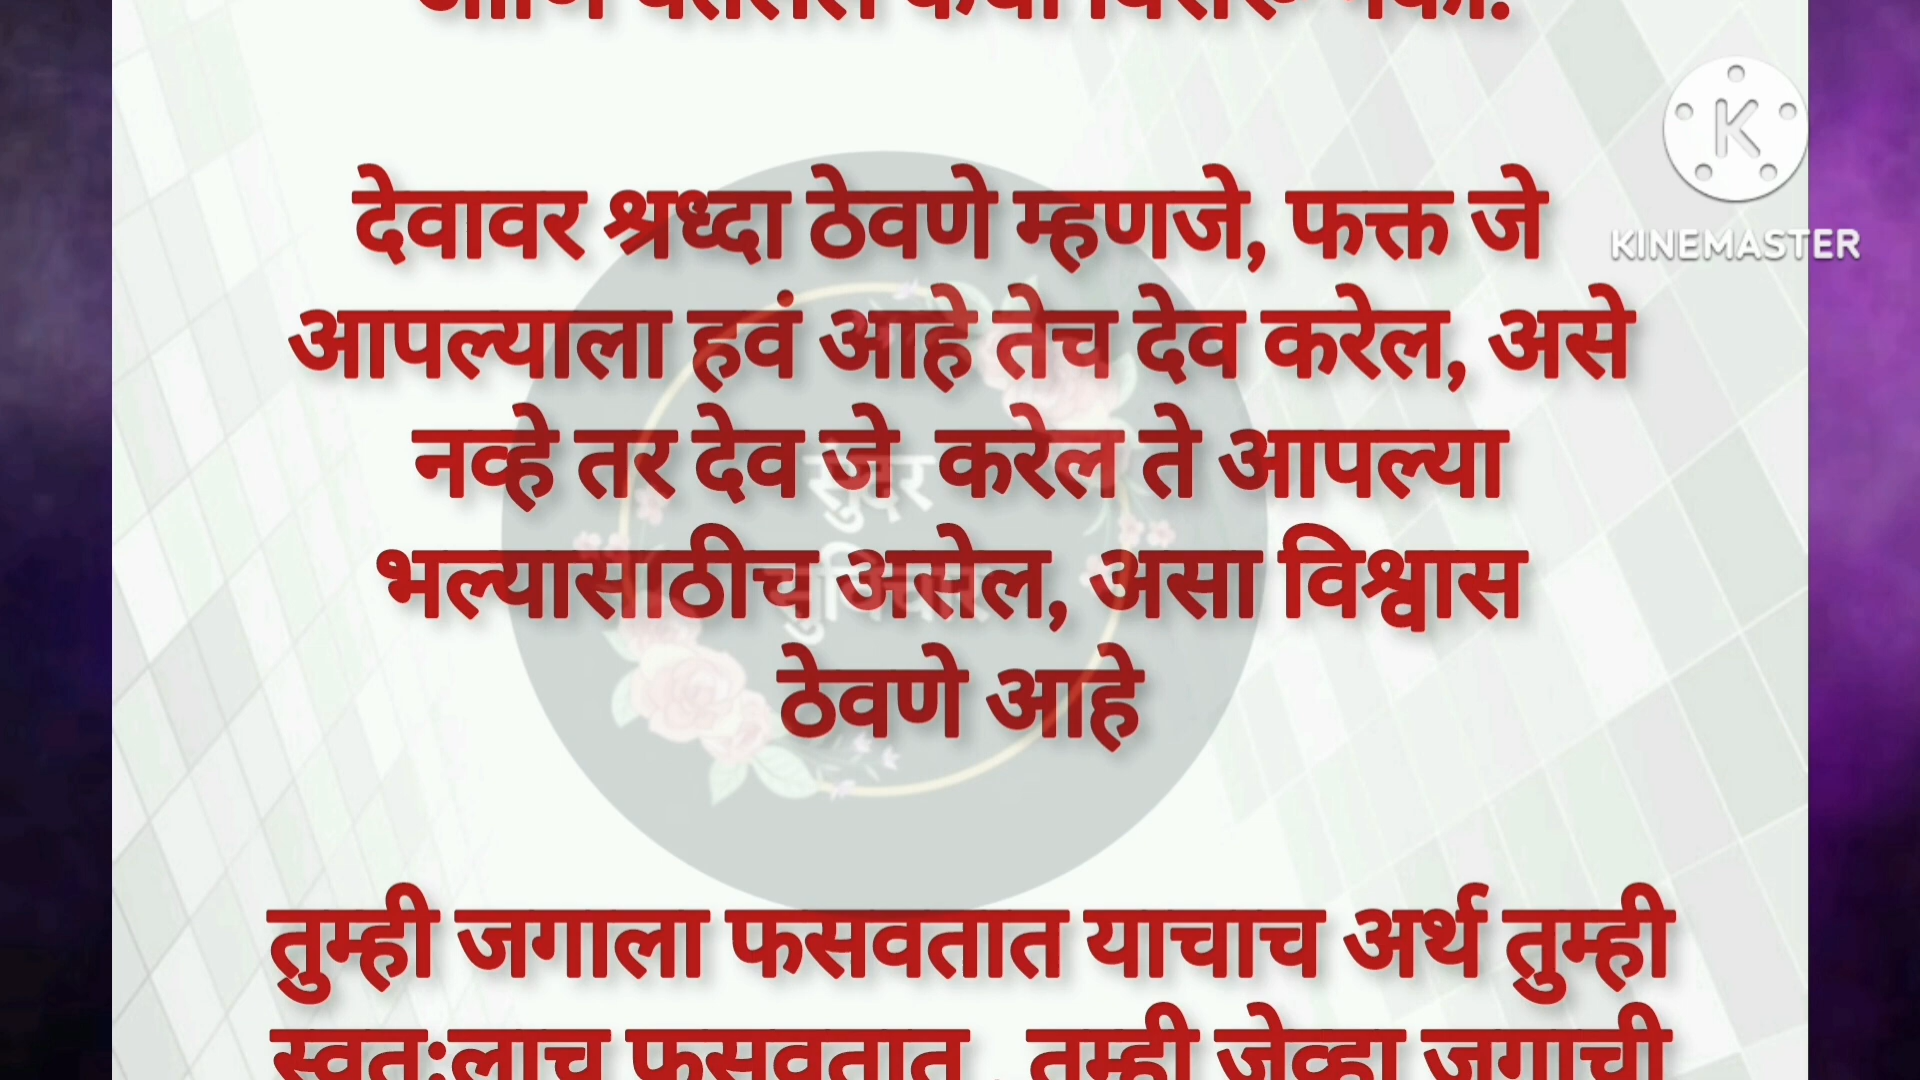 देवावर श्रध्दा ठेवणे म्हणजे, फक्त जे
आपल्याला हवं आहे तेच देव करेल, असे
नव्हे तर देव जे करेल ते आपल्या
भल्यासाठीच असेल, असा विश्वास
ठेवणे आहे
तुम्ही जगाला फसवतात याचाच अर्थ तुम्ही
स्वत:लाच फसवतात . तुम्ही जेव्हा जगाची
K
KINEMASTER
सुंदर
सुविचार